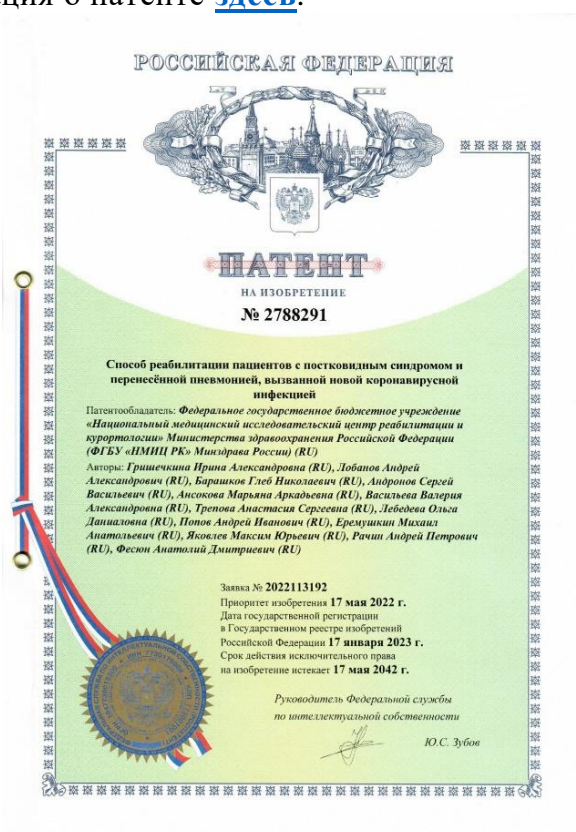 ция о патенте здесь.
РОССИЙСКАЯ ФЕДЕРАЦИЯ
ПАТЕНТ
НА ИЗОБРЕТЕНИЕ
№ 2788291
Способ реабилитации пациентов с постковидным синдромом и
перенесённой пневмонией, вызванной новой коронавирусной
инфекцией
Патентообладатель: Федеральное государственное бюджетное учреждение
«Национальный медицинский исследовательский центр реабилитации и
курортологии» Министерства здравоохранения Российской Федерации
(ФГБУ «НМИЦ РК» Минздрава России) (RU)
Авторы: Гришечкина Ирина Александровна (RU), Лобанов Андрей
Александрович (RU), Барашков Глеб Николаевич (RU), Андронов Сергей
Васильевич (RU), Ансокова Марьяна Аркадьевна (RU), Васильева Валерия
Александровна (RU), Трепова Анастасия Сергеевна (RU), Лебедева Ольга
Даниаловна (RU), Попов Андрей Иванович (RU), Еремушкин Михаил
Анатольевич (RU), Яковлев Максим Юрьевич (RU), Рачин Андрей Петрович
(RU), Фесюн Анатолий Дмитриевич (RU)
Заявка № 2022113192
Приоритет изобретения 17 мая 2022 г.
Дата государственной регистрации
в Государственном реестре изобретений
Российской Федерации 17 января 2023 г.
Срок действия исключительного права
на изобретение истекает 17 мая 2042 г.
Руководитель Федеральной службы
по интеллектуальной собственности
Ю.С. Зубов